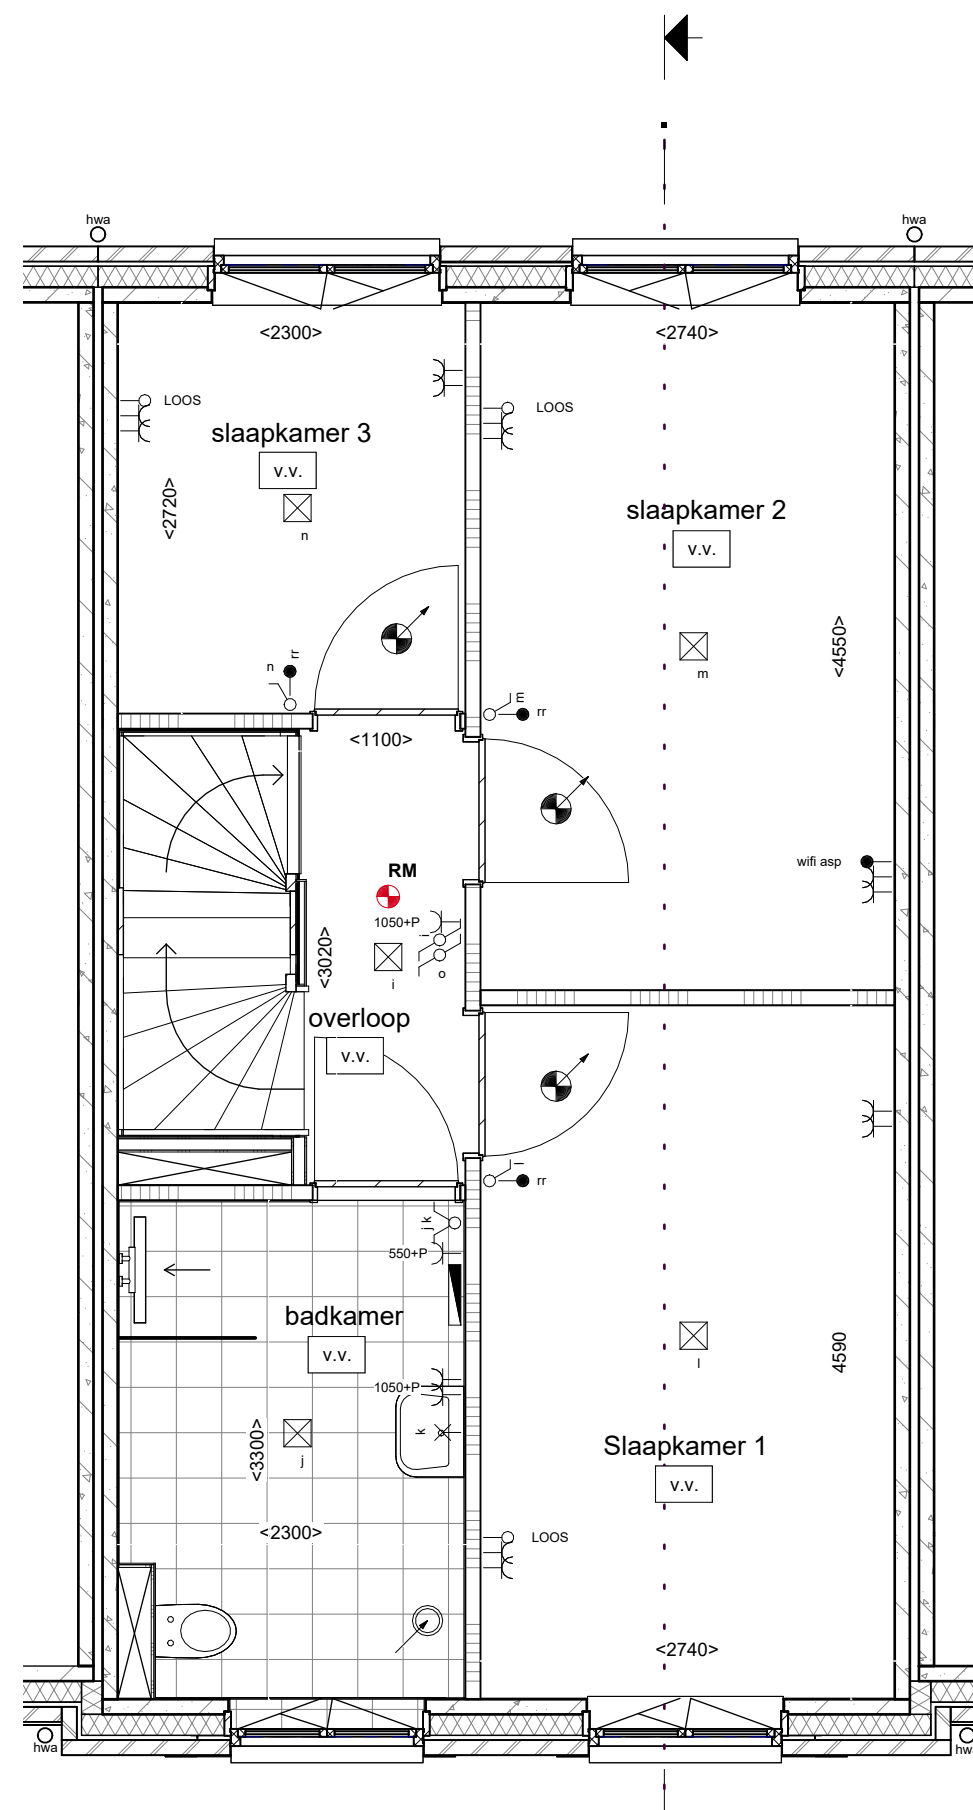 hwa
hwa
<2300>
<2740>
LOOS
LOOS
slaapkamer 3
v.v.
<2720>
n
slaapkamer 2
v.v.
<4550>
m
n
rr
m
rr
<1100>
RM
wifi asp
1050+P
i
o
<3020>
i
overloop
v.v.
l
rr
j k
550+P
badkamer
v.v.
l
4590
1050+P
k
<3300>
j
Slaapkamer 1
v.v.
<2300>
LOOS
<2740>
hwa
hwa